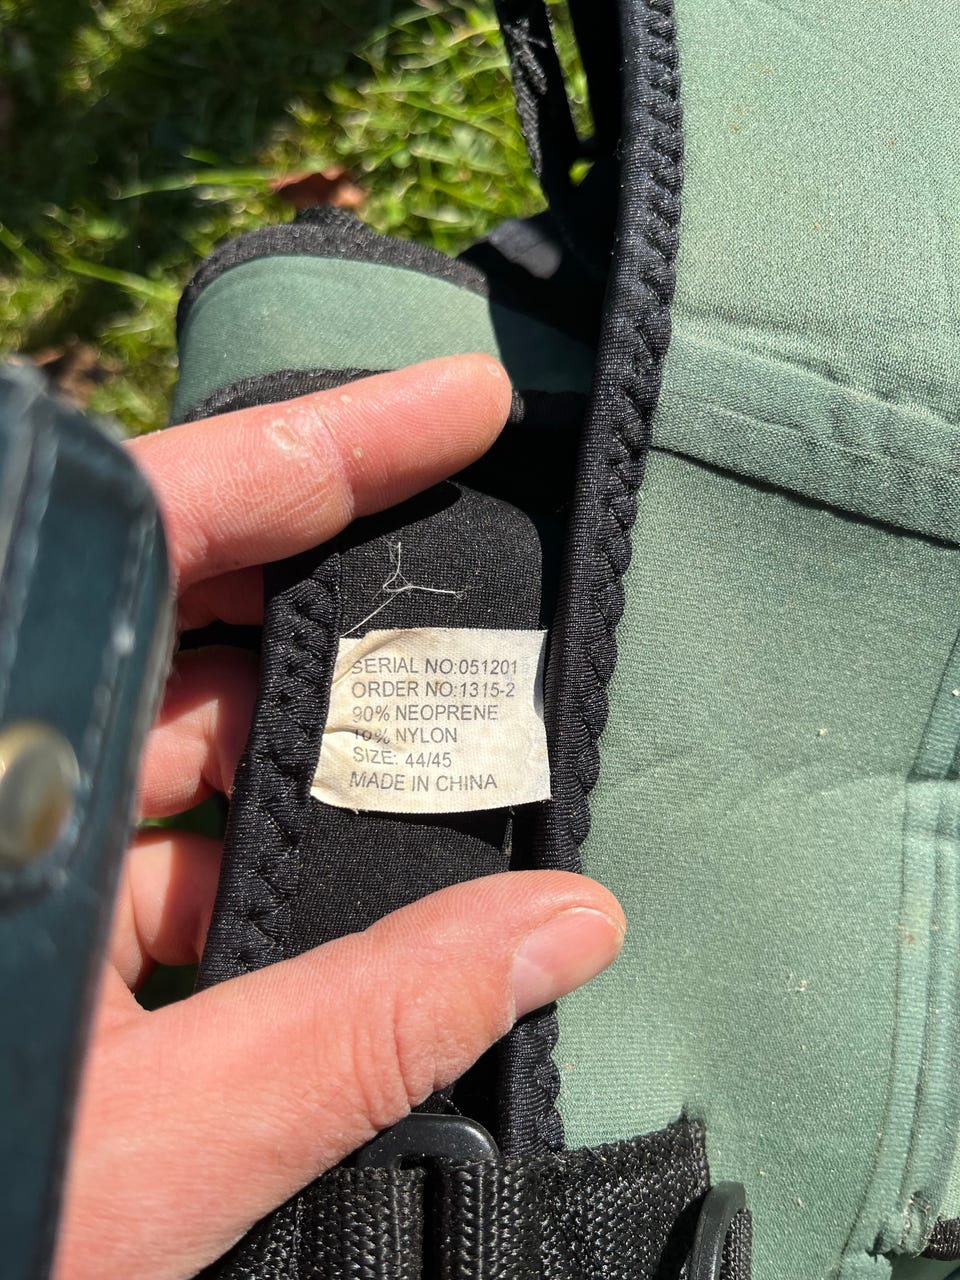 SERIAL NO:051201
ORDER NO:1315-2
90% NEOPRENE
10% NYLON
SIZE: 44/45
MADE IN CHINA